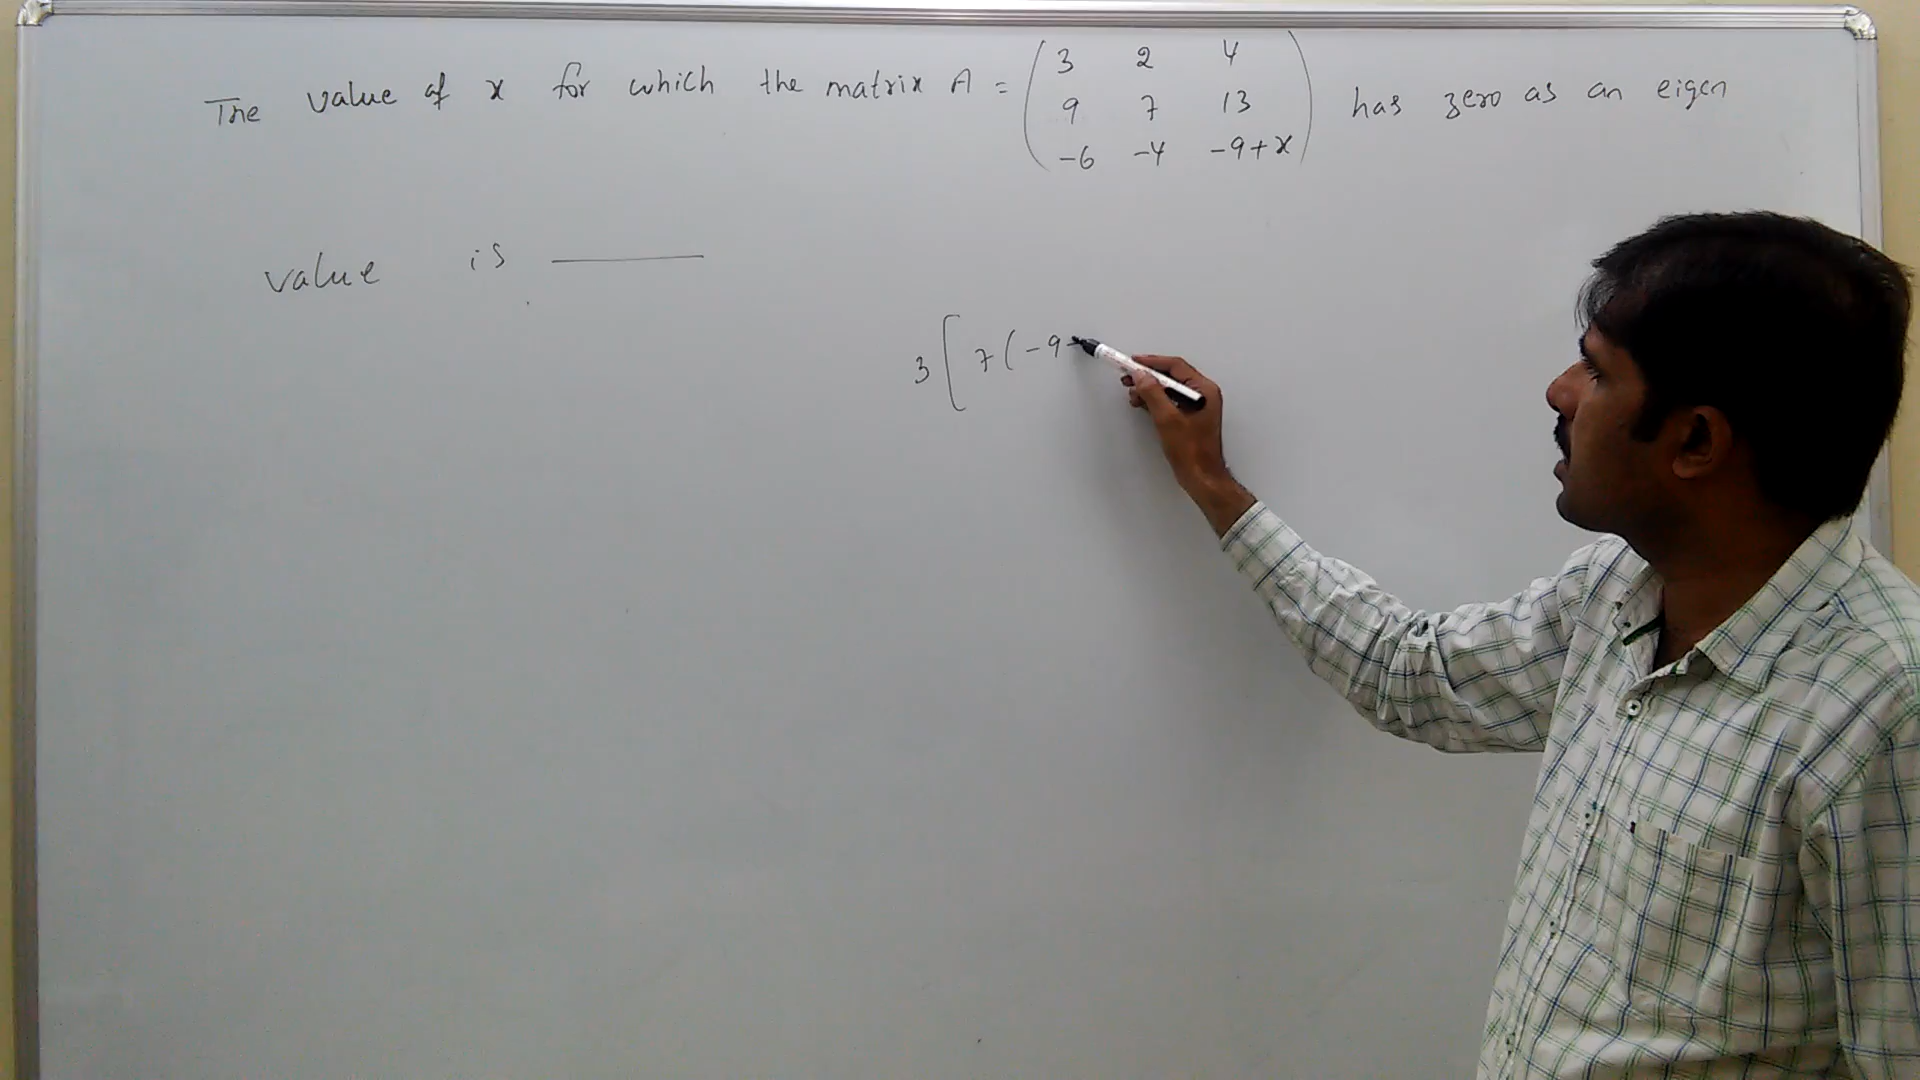 The value of x for which the matrix A = (3 2 4
9 7 13
-6 -4 -9+x) has zero as an eigen
value is ______
3[7(-9